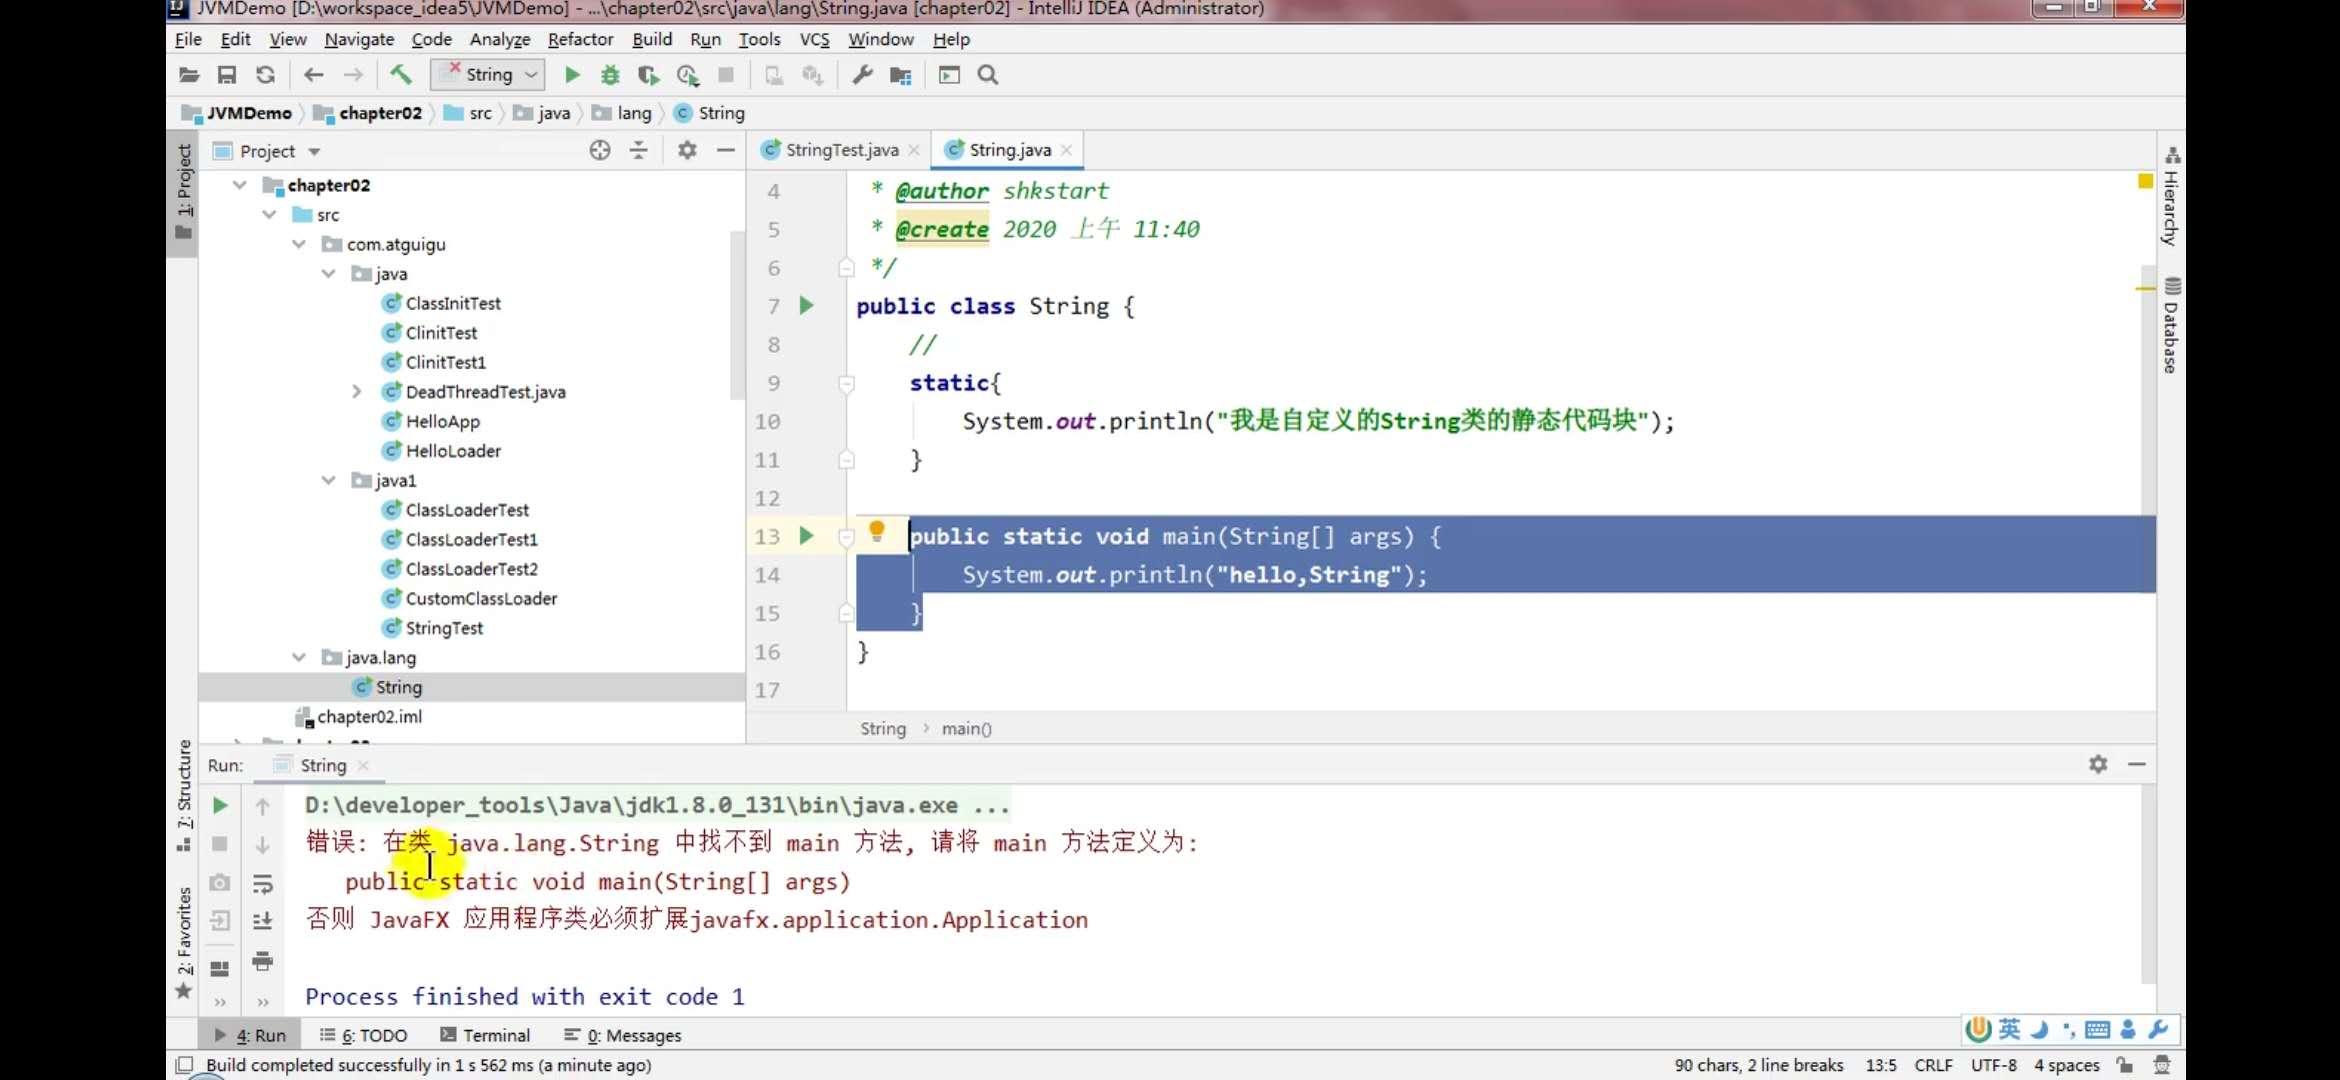 JVMDemo [D:\workspace_idea5\JVMDemo] - ...\chapter02\src\java\lang\String.java [chapter02] - IntelliJ IDEA (Administrator)
File Edit View Navigate Code Analyze Refactor Build Run Tools VCS Window Help
String
JVMDemo chapter02 src java lang String
1: Project
Project
chapter02
src
com.atguigu
java
ClassInitTest
ClinitTest
ClinitTest1
DeadThreadTest.java
HelloApp
HelloLoader
java1
ClassLoaderTest
ClassLoaderTest1
ClassLoaderTest2
CustomClassLoader
StringTest
java.lang
String
chapter02.iml
StringTest.java String.java
4 * @author shkstart
5 * @create 2020 上午 11:40
6 */
7 public class String {
8 //
9 static{
10 System.out.println("我是自定义的String类的静态代码块");
11 }
12
13 public static void main(String[] args) {
14 System.out.println("hello,String");
15 }
16 }
17
String main()
Hierarchy
Database
7: Structure
2: Favorites
Run: String
D:\developer_tools\Java\jdk1.8.0_131\bin\java.exe ...
错误: 在类 java.lang.String 中找不到 main 方法, 请将 main 方法定义为:
public static void main(String[] args)
否则 JavaFX 应用程序类必须扩展javafx.application.Application
Process finished with exit code 1
4: Run 6: TODO Terminal 0: Messages
英
Build completed successfully in 1 s 562 ms (a minute ago)
90 chars, 2 line breaks 13:5 CRLF UTF-8 4 spaces